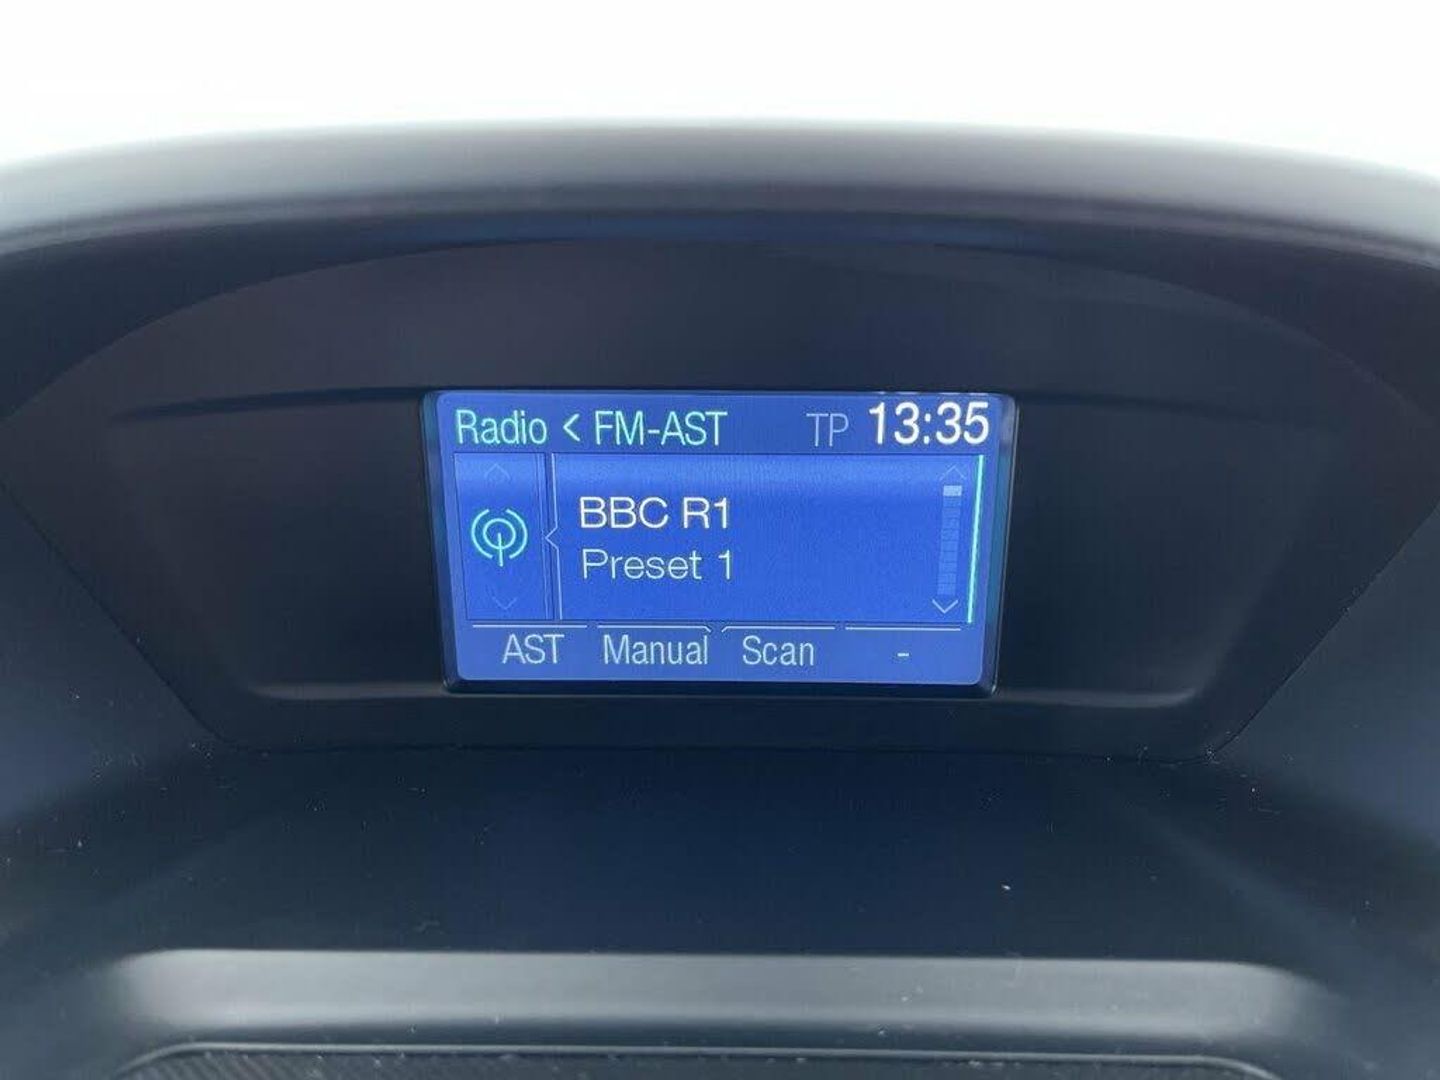 Radio < FM-AST TP 13:35
BBC R1
Preset 1
AST Manual Scan -